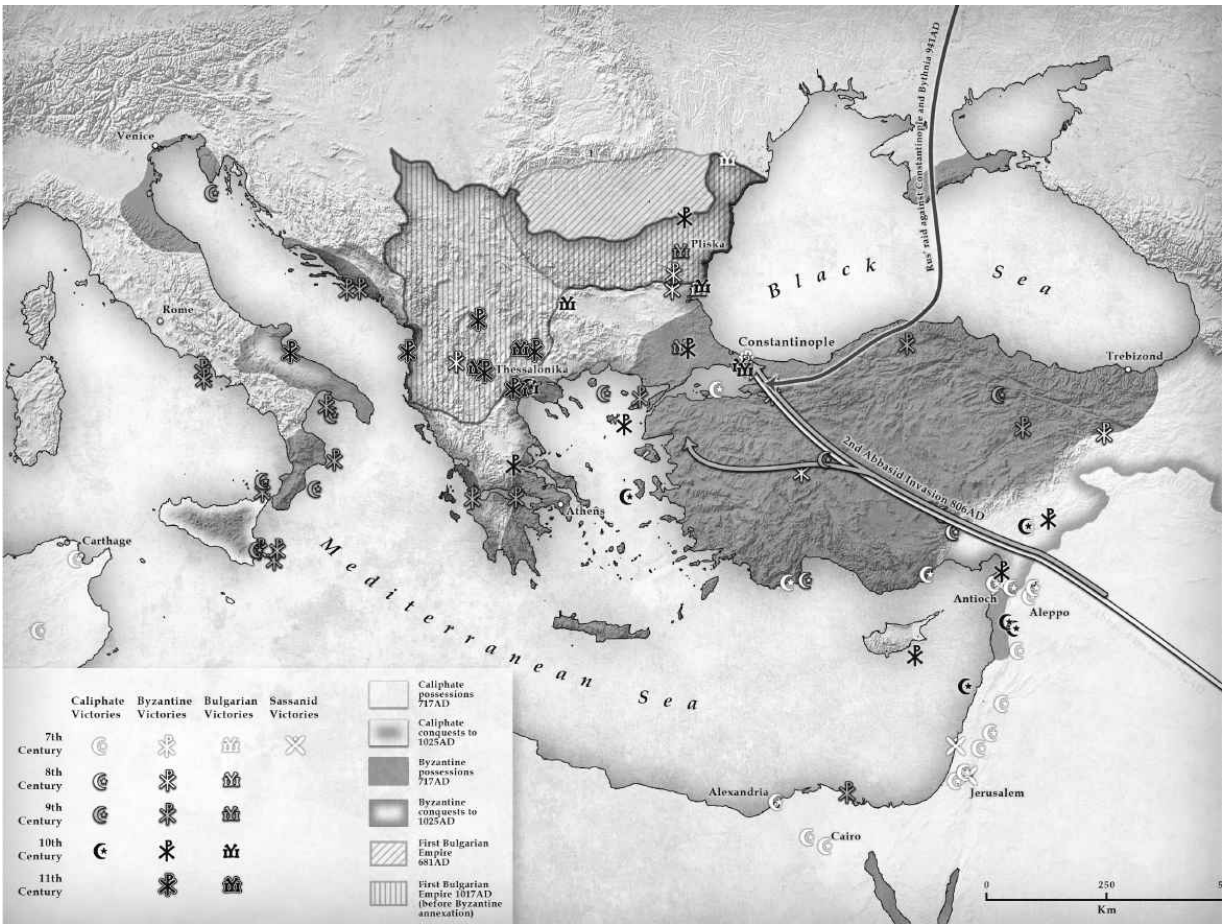 Rus' raid against Constantinople and Bythnia 941AD
Venice
Pliska
Black Sea
Rome
Constantinople
Thessalonika
Trebizond
2nd Abbasid Invasion 806AD
Athens
Carthage
Mediterranean Sea
Antioch
Aleppo
Alexandria
Jerusalem
Cairo
Caliphate
Victories
Byzantine
Victories
Bulgarian
Victories
Sassanid
Victories
7th
Century
8th
Century
9th
Century
10th
Century
11th
Century
Caliphate
possessions
717AD
Caliphate
conquests to
1025AD
Byzantine
possessions
717AD
Byzantine
conquests to
1025AD
First Bulgarian
Empire
681AD
First Bulgarian
Empire 1017AD
(before Byzantine
annexation)
0
250
Km